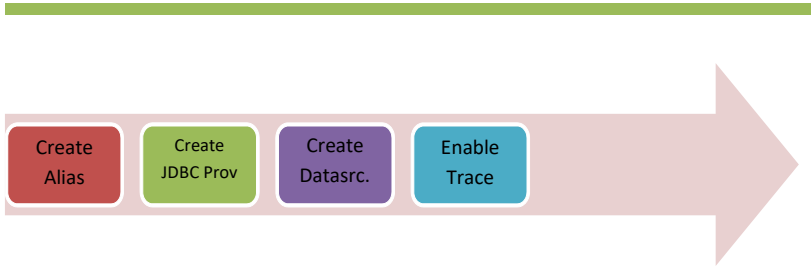 Create
Alias
Create
JDBC Prov
Create
Datasrc.
Enable
Trace